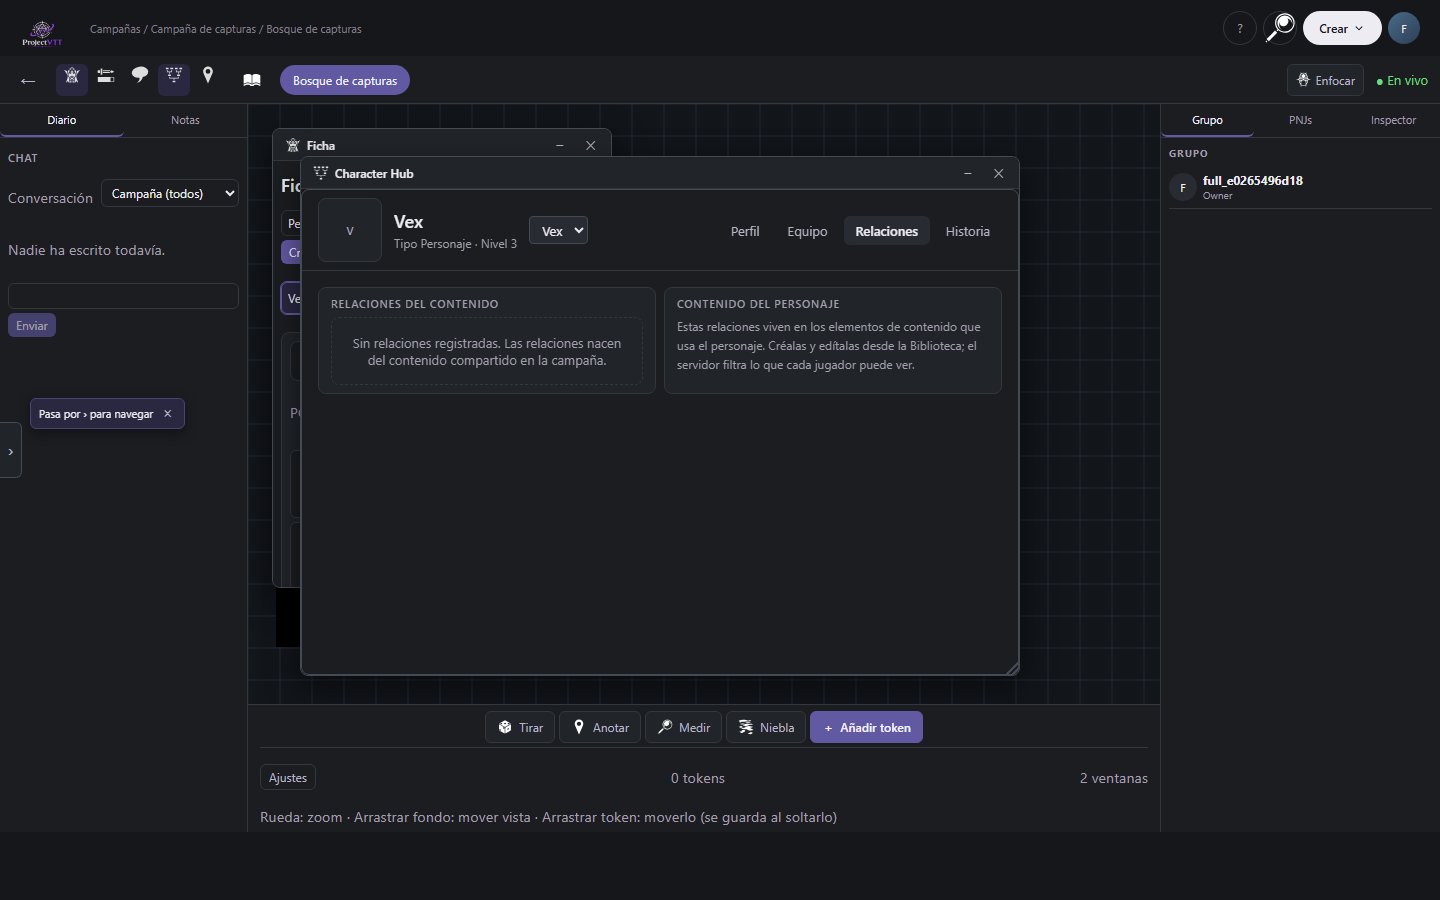 ProjectVTT
Campañas / Campaña de capturas / Bosque de capturas
?
Crear
F
Bosque de capturas
Enfocar
En vivo
Diario
Notas
CHAT
Conversación
Campaña (todos)
Nadie ha escrito todavía.
Enviar
Pasa por › para navegar ×
›
Ficha
Character Hub
V
Vex
Tipo Personaje · Nivel 3
Vex
Perfil
Equipo
Relaciones
Historia
RELACIONES DEL CONTENIDO
Sin relaciones registradas. Las relaciones nacen
del contenido compartido en la campaña.
CONTENIDO DEL PERSONAJE
Estas relaciones viven en los elementos de contenido que
usa el personaje. Créalas y edítalas desde la Biblioteca; el
servidor filtra lo que cada jugador puede ver.
Grupo
PNJs
Inspector
GRUPO
F
full_e0265496d18
Owner
Tirar
Anotar
Medir
Niebla
+ Añadir token
Ajustes
0 tokens
2 ventanas
Rueda: zoom · Arrastrar fondo: mover vista · Arrastrar token: moverlo (se guarda al soltarlo)